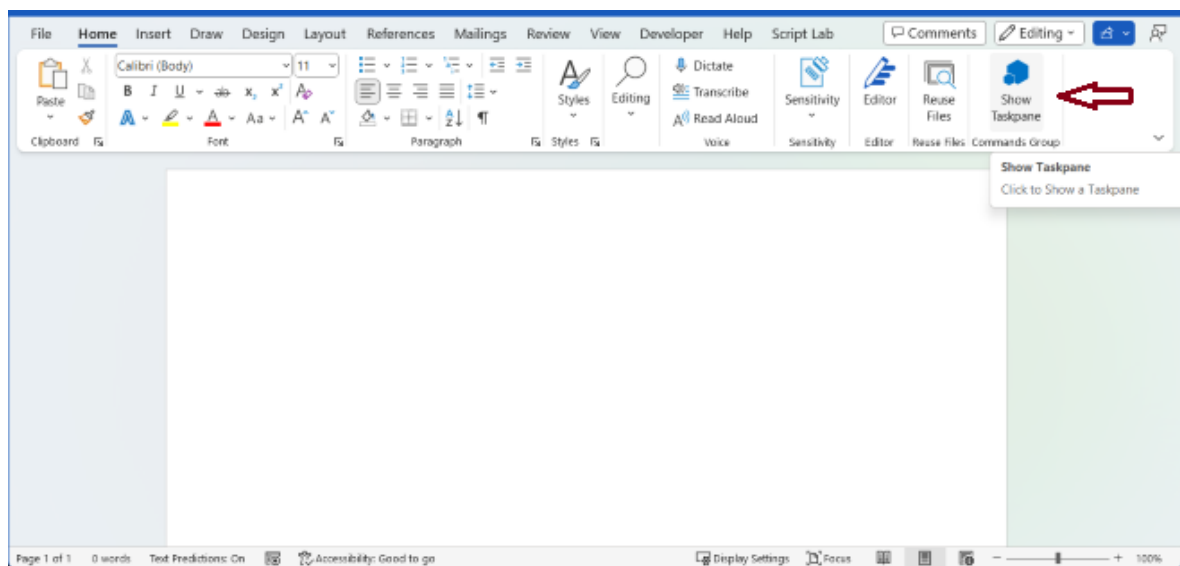 File Home Insert Draw Design Layout References Mailings Review View Developer Help Script Lab Comments Editing
Paste
Clipboard
Calibri (Body) 11
B I U ab x, x² A
A A Aa A^ A˅
Font
Paragraph
Styles
Styles
Editing
Dictate
Transcribe
Read Aloud
Voice
Sensitivity
Sensitivity
Editor
Editor
Reuse
Files
Reuse Files
Show
Taskpane
Commands Group
Show Taskpane
Click to Show a Taskpane
Page 1 of 1 0 words Text Predictions: On Accessibility: Good to go Display Settings Focus 100%